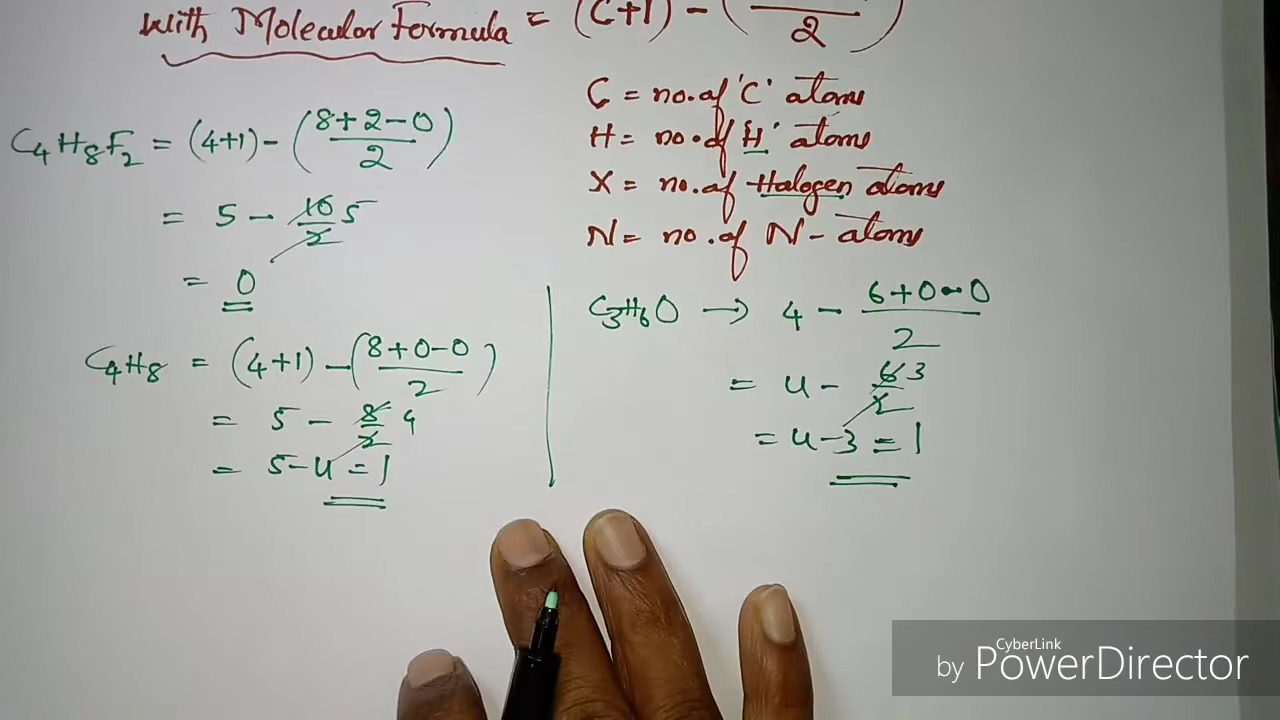 with Molecular Formula = (C+1) - ( / 2 )
C = no. of 'C' atoms
H = no. of 'H' atoms
X = no. of Halogen atoms
N = no. of N- atoms
C4H8F2 = (4+1) - (8+2-0 / 2)
= 5 - 10/2 5
= 0
C4H8 = (4+1) - (8+0-0 / 2)
= 5 - 8/2 4
= 5-4 = 1
C3H6O → 4 - 6+0-0 / 2
= 4 - 6/2 3
= 4-3 = 1
CyberLink
by PowerDirector